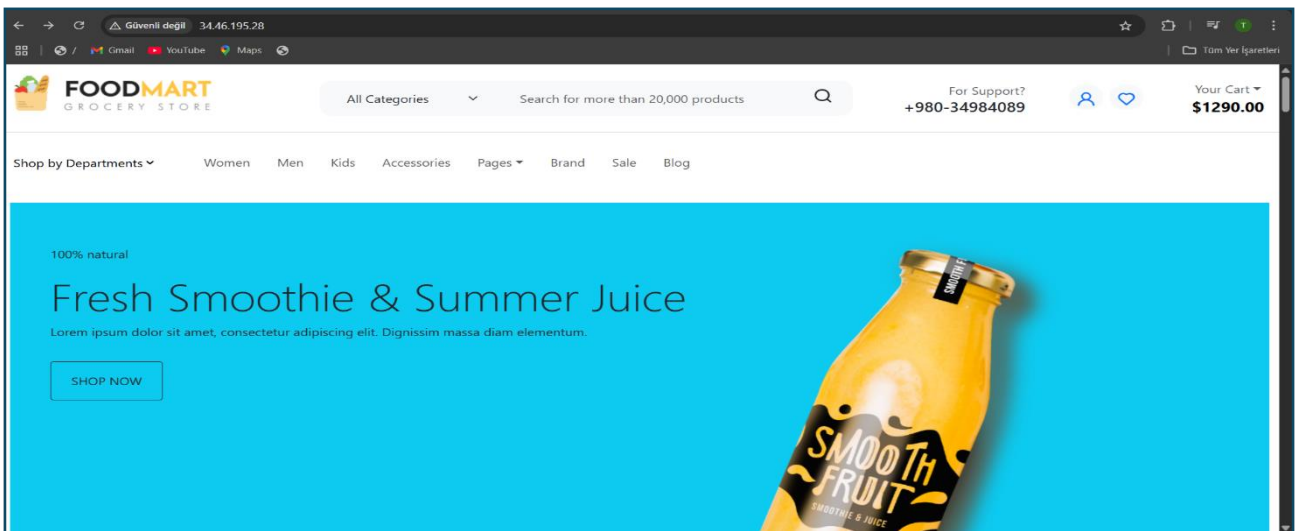 Güvenli değil 34.46.195.28
/ Gmail YouTube Maps Tüm Yer İşaretleri
FOODMART
GROCERY STORE
All Categories Search for more than 20,000 products
For Support?
+980-34984089
Your Cart
$1290.00
Shop by Departments Women Men Kids Accessories Pages Brand Sale Blog
100% natural
Fresh Smoothie & Summer Juice
Lorem ipsum dolor sit amet, consectetur adipiscing elit. Dignissim massa diam elementum.
SHOP NOW
SMOOTH F
SMOOTH
FRUIT
SMOOTHIE & JUICE